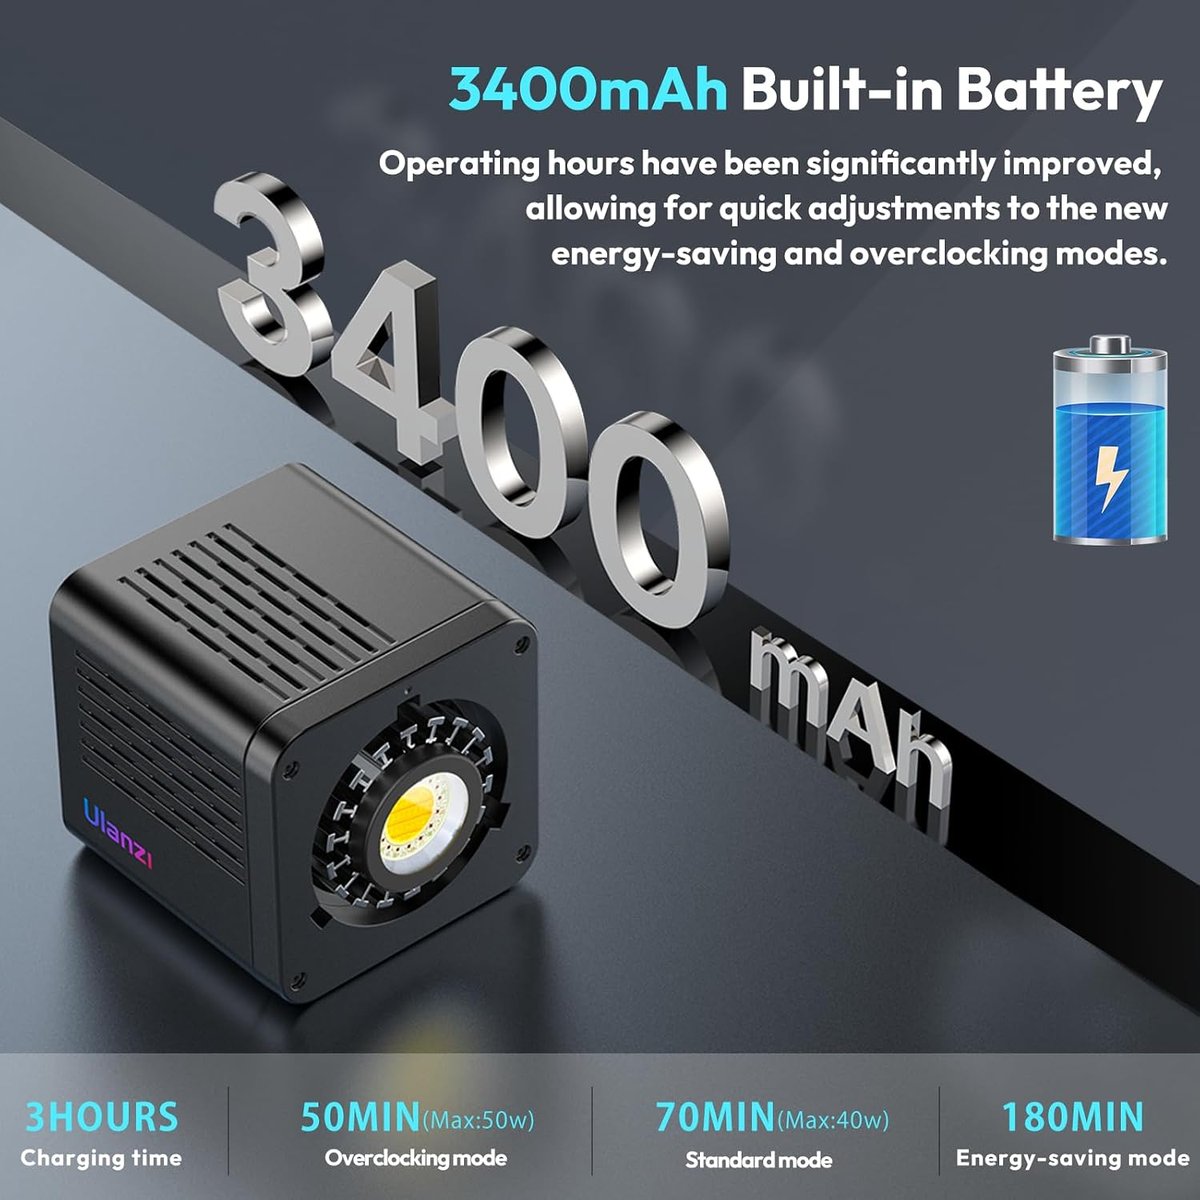 3400mAh Built-in Battery
Operating hours have been significantly improved,
allowing for quick adjustments to the new
energy-saving and overclocking modes.
3400
mAh
Ulanzi
3HOURS
Charging time
50MIN(Max:50w)
Overclocking mode
70MIN(Max:40w)
Standard mode
180MIN
Energy-saving mode